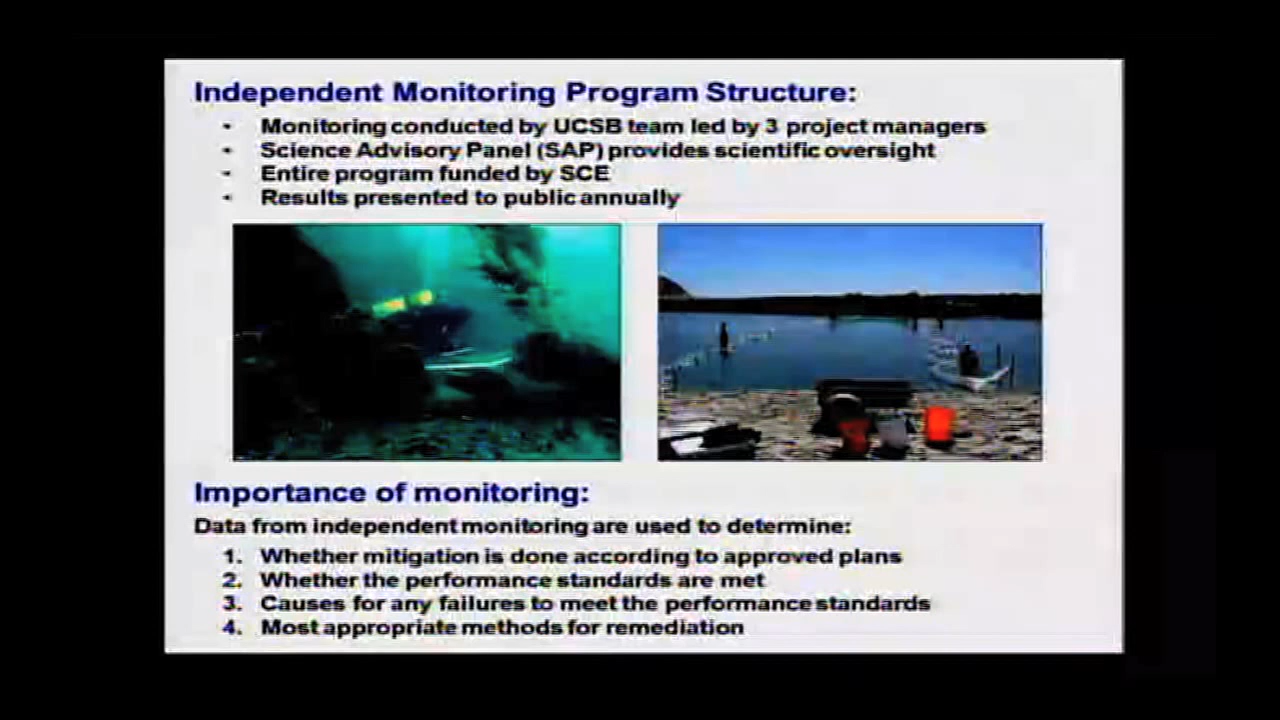 Independent Monitoring Program Structure:
• Monitoring conducted by UCSB team led by 3 project managers
• Science Advisory Panel (SAP) provides scientific oversight
• Entire program funded by SCE
• Results presented to public annually
Importance of monitoring:
Data from independent monitoring are used to determine:
1. Whether mitigation is done according to approved plans
2. Whether the performance standards are met
3. Causes for any failures to meet the performance standards
4. Most appropriate methods for remediation